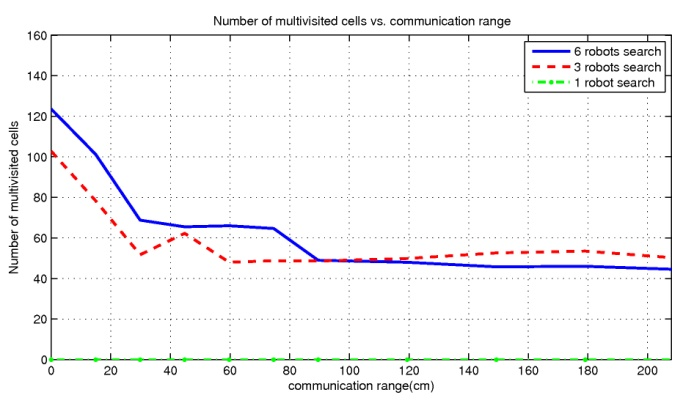 Number of multivisited cells vs. communication range
160
140
120
100
80
60
40
20
0
Number of multivisited cells
6 robots search
3 robots search
1 robot search
0 20 40 60 80 100 120 140 160 180 200
communication range(cm)